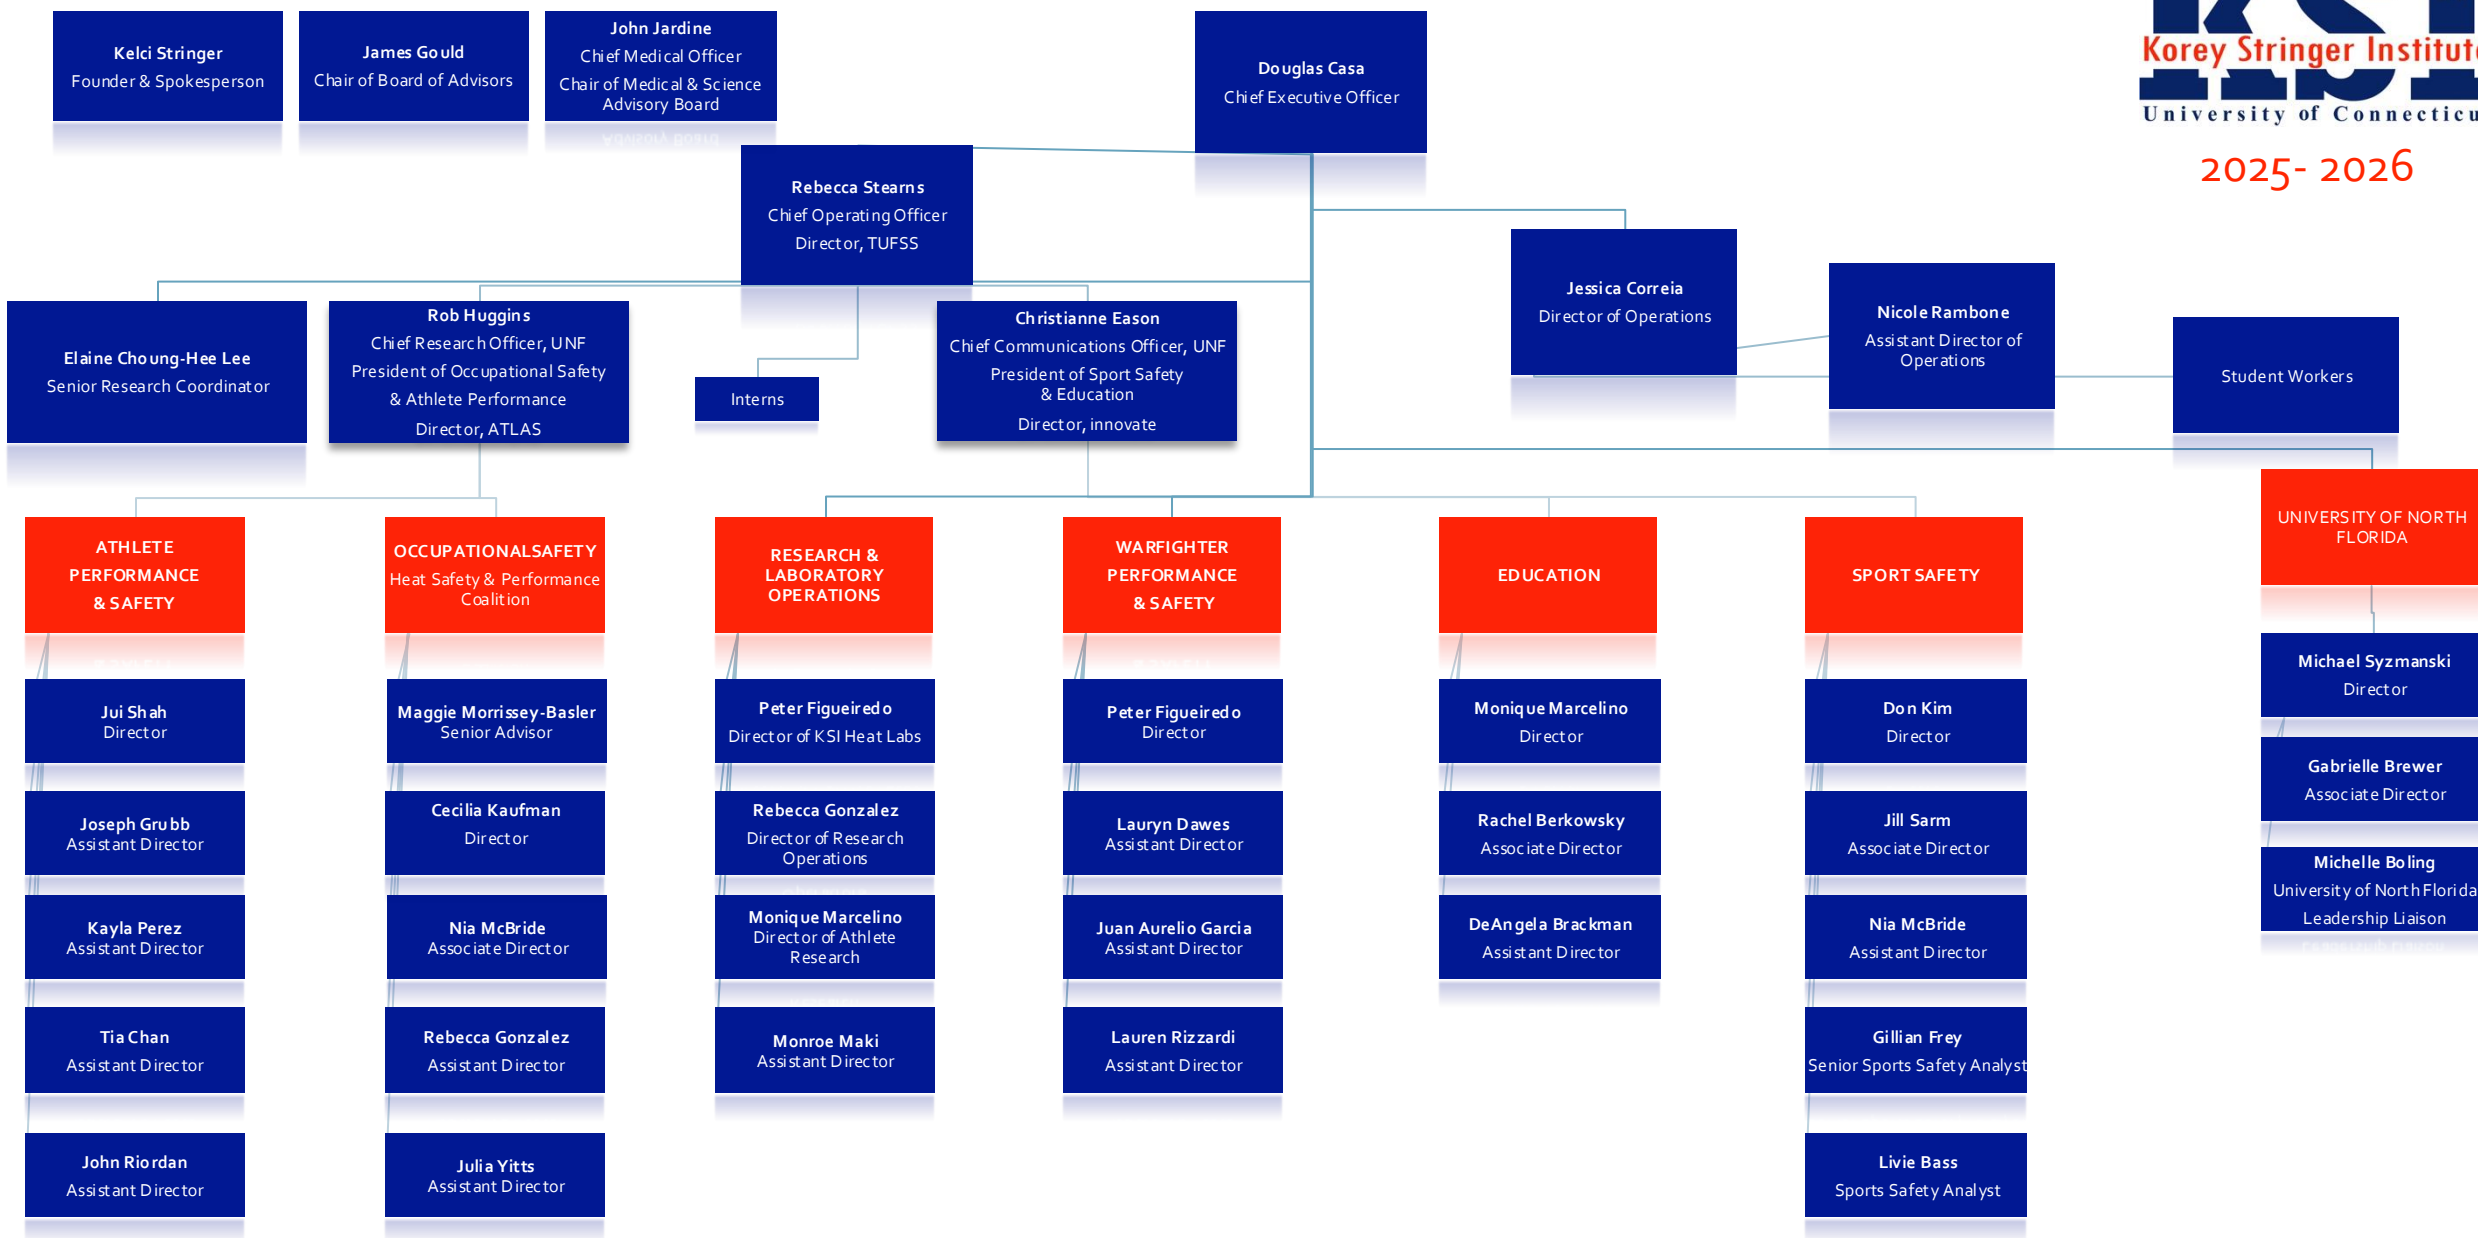 Kelci Stringer
Founder & Spokesperson
James Gould
Chair of Board of Advisors
John Jardine
Chief Medical Officer
Chair of Medical & Science
Advisory Board
Douglas Casa
Chief Executive Officer
KSI
Korey Stringer Institute
University of Connecticu
2025- 2026
Rebecca Stearns
Chief Operating Officer
Director, TUFSS
Jessica Correia
Director of Operations
Nicole Rambone
Assistant Director of
Operations
Student Workers
Elaine Choung-Hee Lee
Senior Research Coordinator
Rob Huggins
Chief Research Officer, UNF
President of Occupational Safety
& Athlete Performance
Director, ATLAS
Interns
Christianne Eason
Chief Communications Officer, UNF
President of Sport Safety
& Education
Director, innovate
ATHLETE
PERFORMANCE
& SAFETY
Jui Shah
Director
Joseph Grubb
Assistant Director
Kayla Perez
Assistant Director
Tia Chan
Assistant Director
John Riordan
Assistant Director
OCCUPATIONALSAFETY
Heat Safety & Performance
Coalition
Maggie Morrissey-Basler
Senior Advisor
Cecilia Kaufman
Director
Nia McBride
Associate Director
Rebecca Gonzalez
Assistant Director
Julia Yitts
Assistant Director
RESEARCH &
LABORATORY
OPERATIONS
Peter Figueiredo
Director of KSI Heat Labs
Rebecca Gonzalez
Director of Research
Operations
Monique Marcelino
Director of Athlete
Research
Monroe Maki
Assistant Director
WARFIGHTER
PERFORMANCE
& SAFETY
Peter Figueiredo
Director
Lauryn Dawes
Assistant Director
Juan Aurelio Garcia
Assistant Director
Lauren Rizzardi
Assistant Director
EDUCATION
Monique Marcelino
Director
Rachel Berkowsky
Associate Director
DeAngela Brackman
Assistant Director
SPORT SAFETY
Don Kim
Director
Jill Sarm
Associate Director
Nia McBride
Assistant Director
Gillian Frey
Senior Sports Safety Analyst
Livie Bass
Sports Safety Analyst
UNIVERSITY OF NORTH
FLORIDA
Michael Syzmanski
Director
Gabrielle Brewer
Associate Director
Michelle Boling
University of North Florida
Leadership Liaison